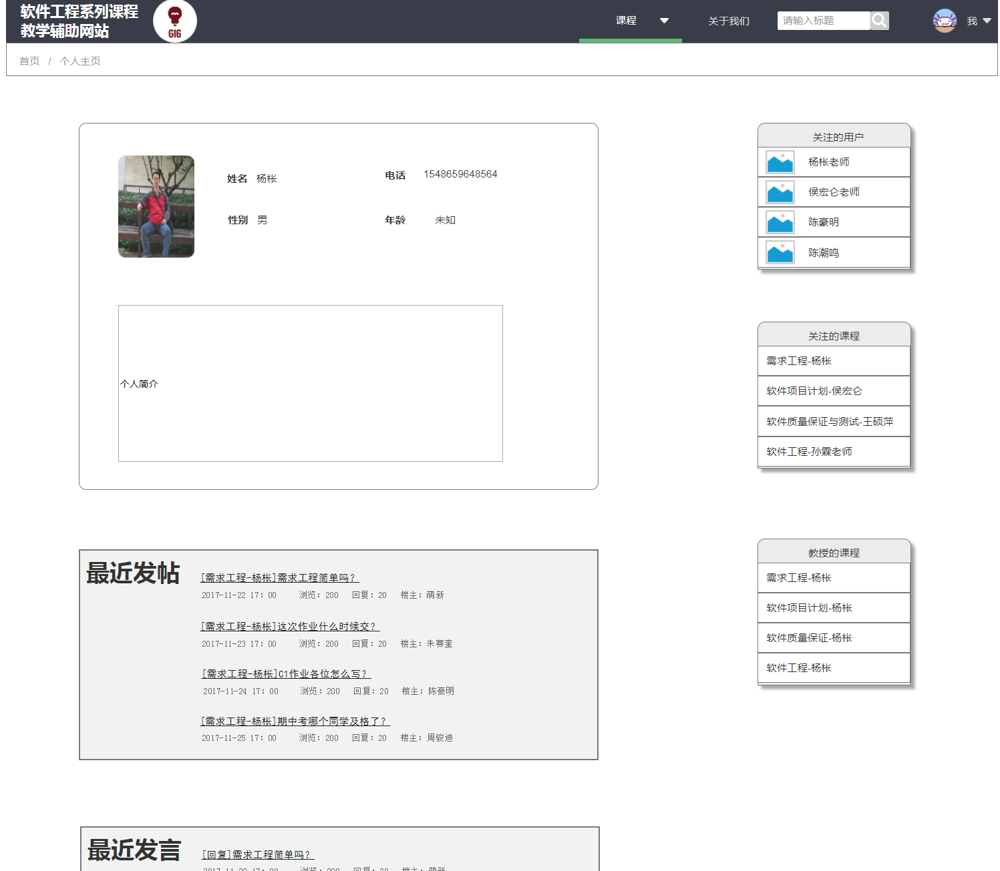 软件工程系列课程
教学辅助网站
GIG
课程
关于我们
请输入标题
我
首页 / 个人主页
姓名 杨枨
电话 1548659648564
性别 男
年龄 未知
个人简介
关注的用户
杨枨老师
侯宏仑老师
陈豪明
陈潮鸣
关注的课程
需求工程-杨枨
软件项目计划-侯宏仑
软件质量保证与测试-王硕萍
软件工程-孙霖老师
最近发帖
[需求工程-杨枨]需求工程简单吗？
2017-11-22 17：00 浏览：200 回复：20 楼主：萌新
[需求工程-杨枨]这次作业什么时候交？
2017-11-23 17：00 浏览：200 回复：20 楼主：朱赛奎
[需求工程-杨枨]C1作业各位怎么写？
2017-11-24 17：00 浏览：200 回复：20 楼主：陈豪明
[需求工程-杨枨]期中考哪个同学及格了？
2017-11-25 17：00 浏览：200 回复：20 楼主：周骏迪
教授的课程
需求工程-杨枨
软件项目计划-杨枨
软件质量保证-杨枨
软件工程-杨枨
最近发言
[回复]需求工程简单吗？